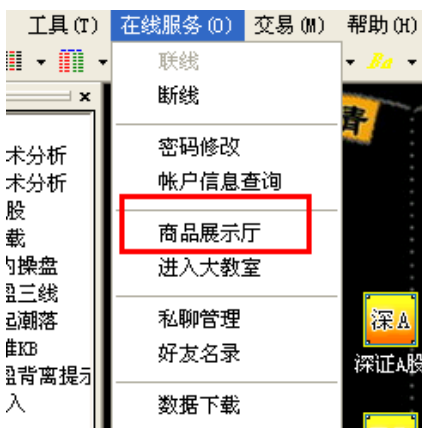 工具(T) 在线服务(O) 交易(M) 帮助(H)
联线
断线
密码修改
帐户信息查询
商品展示厅
进入大教室
私聊管理
好友名录
数据下载
术分析
术分析
股
载
操盘
三线
潮落
KB
背离提示
入
深A
深证A股